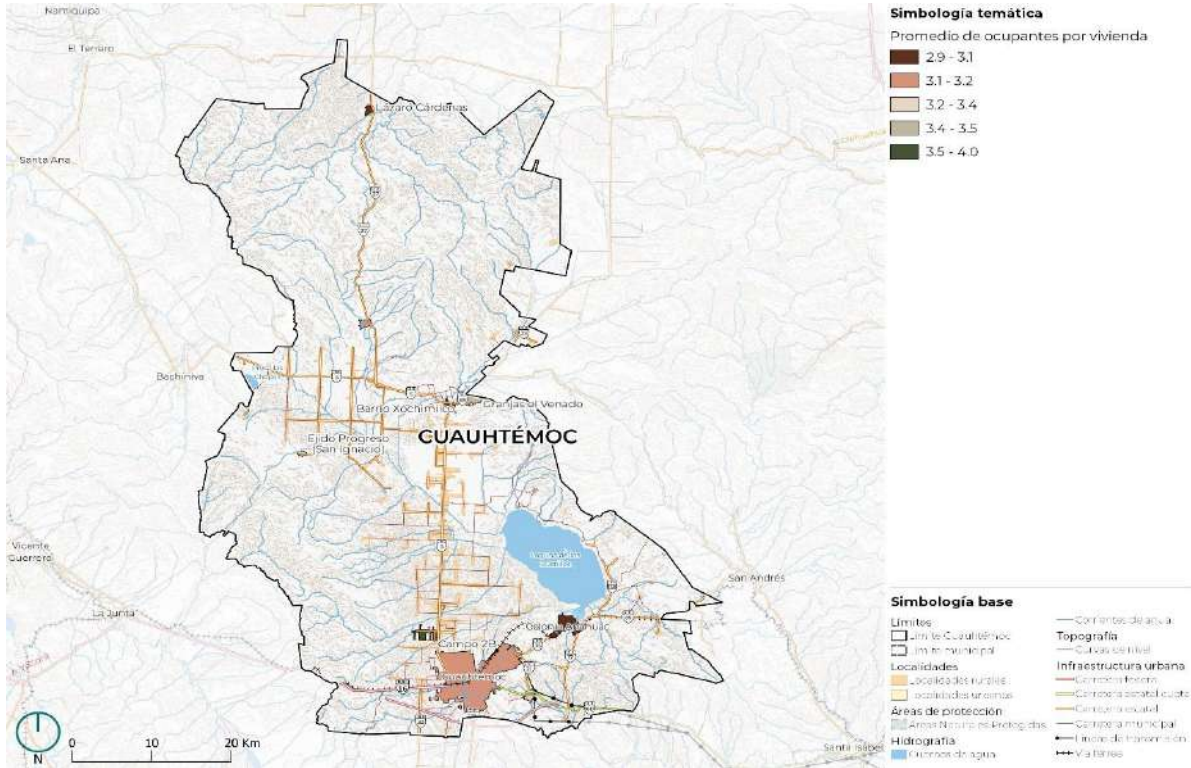 Namiquipa
El Terrero
Santa Ana
Lázaro Cárdenas
Bachíniva
Barrio Xochimilco
Granjas el Venado
CUAUHTÉMOC
Ejido Progreso
(San Ignacio)
Vicente
Guerrero
La Junta
San Andrés
Campo 2B
Cuauhtémoc
Santa Isabel
0 10 20 Km
N
Simbología temática
Promedio de ocupantes por vivienda
2.9 - 3.1
3.1 - 3.2
3.2 - 3.4
3.4 - 3.5
3.5 - 4.0
Simbología base
Límites
Límite Cuauhtémoc
Límite municipal
Localidades
Localidades rurales
Localidades urbanas
Áreas de protección
Áreas Naturales Protegidas
Hidrografía
Cuerpos de agua
Corrientes de agua
Topografía
Curvas de nivel
Infraestructura urbana
Carretera federal
Carretera estatal cuota
Carretera estatal
Carretera municipal
Líneas de transmisión
Vía férrea